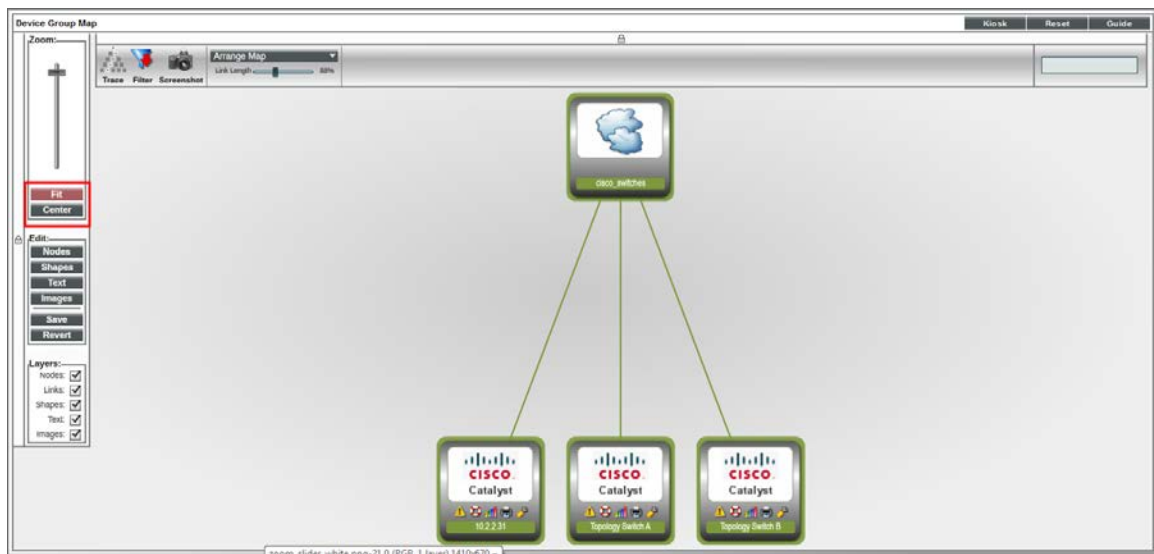 Device Group Map
Kiosk Reset Guide
Zoom:
Fit
Center
Edit:
Nodes
Shapes
Text
Images
Save
Revert
Layers:
Nodes:
Links:
Shapes:
Text:
Images:
Trace Filter Screenshot
Arrange Map
Link Length 88%
cisco_switches
CISCO.
Catalyst
10.2.2.31
CISCO.
Catalyst
Topology Switch A
CISCO.
Catalyst
Topology Switch B